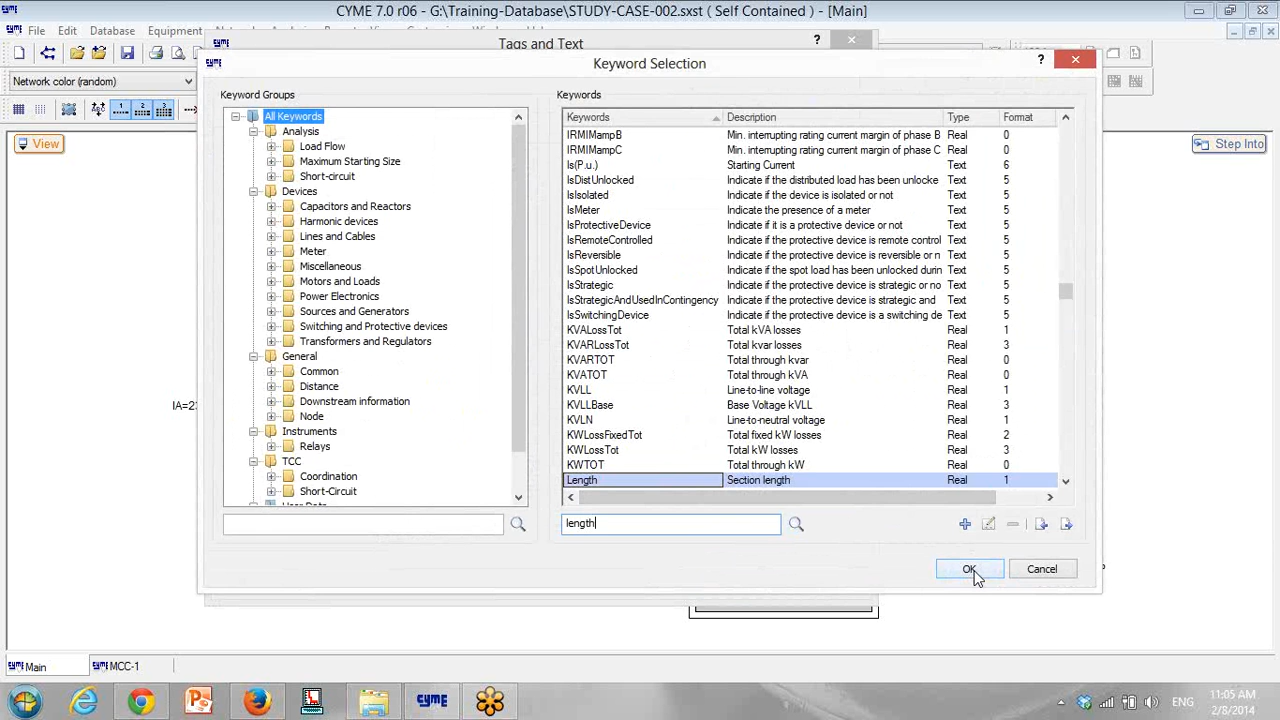 CYME 7.0 r06 - G:\Training-Database\STUDY-CASE-002.sxst ( Self Contained ) - [Main]
File Edit Database Equipment
Tags and Text ?
Network color (random)
Keyword Selection ?
Keyword Groups
Keywords
View
Step Into
All Keywords
Analysis
Load Flow
Maximum Starting Size
Short-circuit
Devices
Capacitors and Reactors
Harmonic devices
Lines and Cables
Meter
Miscellaneous
Motors and Loads
Power Electronics
Sources and Generators
Switching and Protective devices
Transformers and Regulators
General
Common
Distance
Downstream information
Node
Instruments
Relays
TCC
Coordination
Short-Circuit
Keywords Description Type Format
IRMIMampB Min. interrupting rating current margin of phase B Real 0
IRMIMampC Min. interrupting rating current margin of phase C Real 0
Is(P.u.) Starting Current Text 6
IsDistUnlocked Indicate if the distributed load has been unlocke Text 5
IsIsolated Indicate if the device is isolated or not Text 5
IsMeter Indicate the presence of a meter Text 5
IsProtectiveDevice Indicate if it is a protective device or not Text 5
IsRemoteControlled Indicate if the protective device is remote control Text 5
IsReversible Indicate if the protective device is reversible or n Text 5
IsSpotUnlocked Indicate if the spot load has been unlocked durin Text 5
IsStrategic Indicate if the protective device is strategic or no Text 5
IsStrategicAndUsedInContingency Indicate if the protective device is strategic and Text 5
IsSwitchingDevice Indicate if the protective device is a switching de Text 5
KVALossTot Total kVA losses Real 1
KVARLossTot Total kvar losses Real 3
KVARTOT Total through kvar Real 0
KVATOT Total through kVA Real 0
KVLL Line-to-line voltage Real 1
KVLLBase Base Voltage kVLL Real 3
KVLN Line-to-neutral voltage Real 1
KWLossFixedTot Total fixed kW losses Real 2
KWLossTot Total kW losses Real 3
KWTOT Total through kW Real 0
Length Section length Real 1
length
OK Cancel
Main MCC-1
CYME
ENG
11:05 AM
2/8/2014